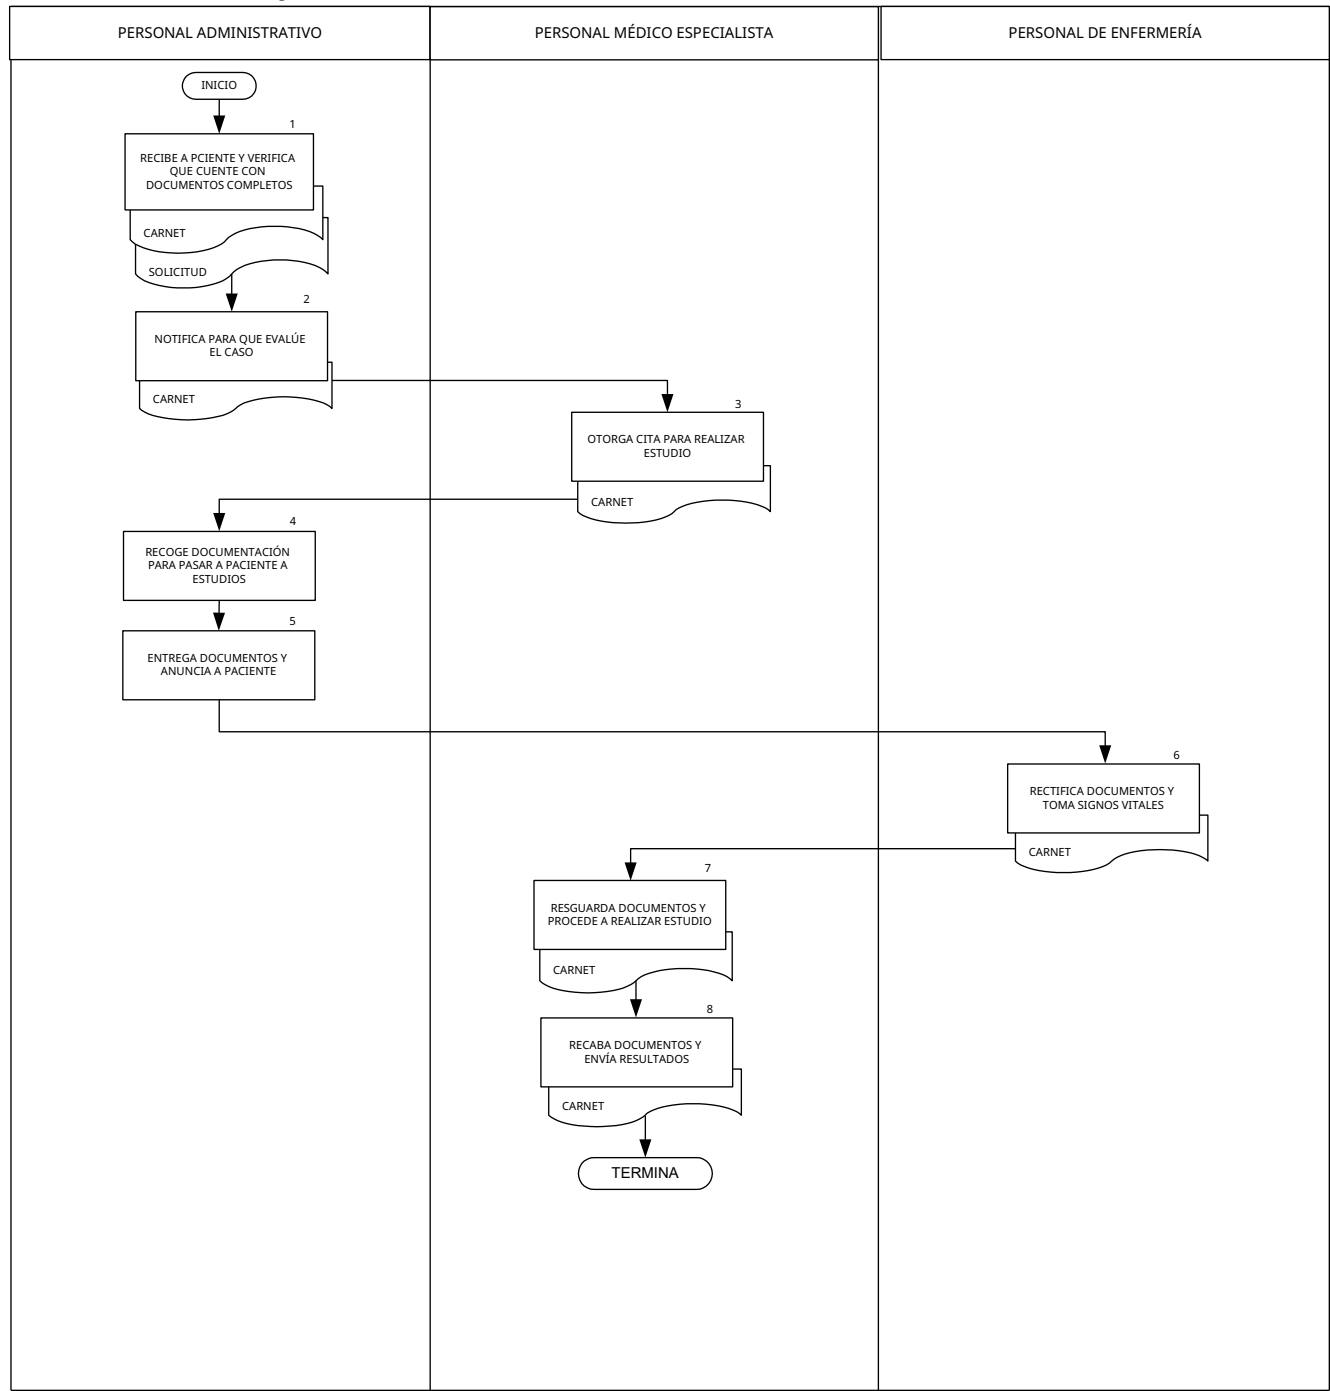 PERSONAL ADMINISTRATIVO
PERSONAL MÉDICO ESPECIALISTA
PERSONAL DE ENFERMERÍA
INICIO
1
RECIBE A PCIENTE Y VERIFICA
QUE CUENTE CON
DOCUMENTOS COMPLETOS
CARNET
SOLICITUD
2
NOTIFICA PARA QUE EVALÚE
EL CASO
CARNET
3
OTORGA CITA PARA REALIZAR
ESTUDIO
CARNET
4
RECOGE DOCUMENTACIÓN
PARA PASAR A PACIENTE A
ESTUDIOS
5
ENTREGA DOCUMENTOS Y
ANUNCIA A PACIENTE
6
RECTIFICA DOCUMENTOS Y
TOMA SIGNOS VITALES
CARNET
7
RESGUARDA DOCUMENTOS Y
PROCEDE A REALIZAR ESTUDIO
CARNET
8
RECABA DOCUMENTOS Y
ENVÍA RESULTADOS
CARNET
TERMINA